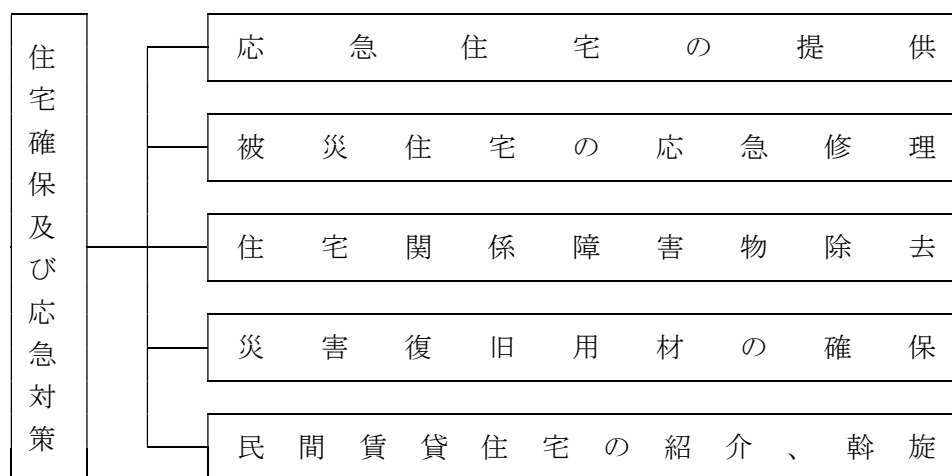 住宅確保及び応急対策
応急住宅の提供
被災住宅の応急修理
住宅関係障害物除去
災害復旧用材の確保
民間賃貸住宅の紹介、斡旋